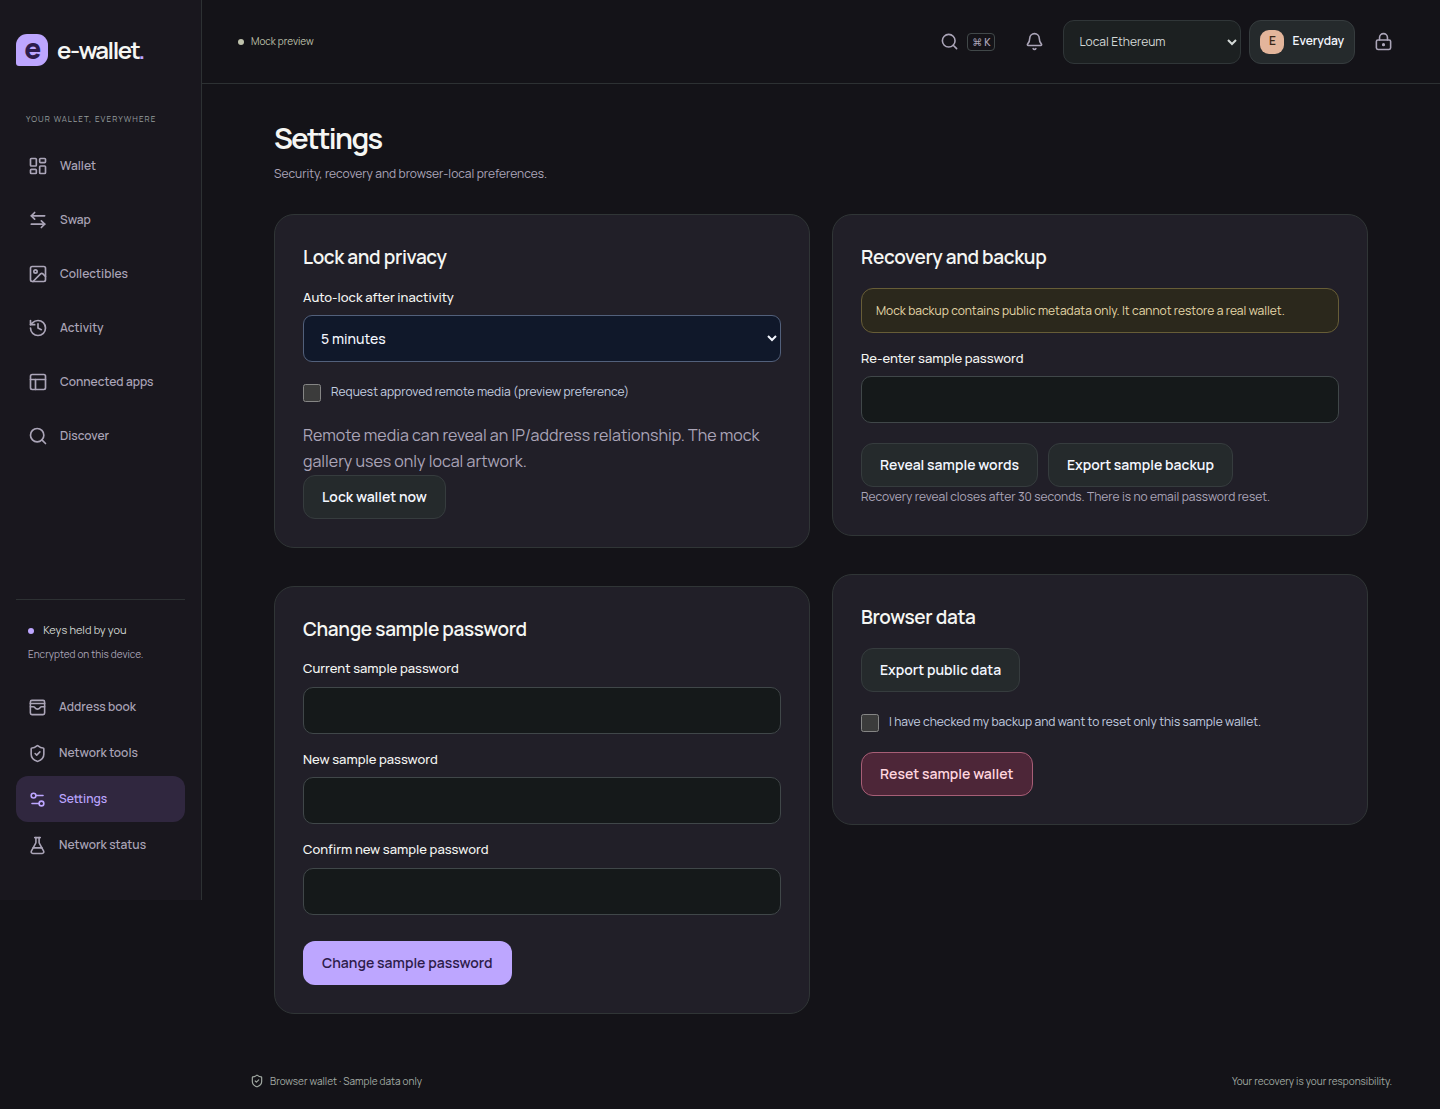 e e-wallet.
YOUR WALLET, EVERYWHERE
Wallet
Swap
Collectibles
Activity
Connected apps
Discover
Keys held by you
Encrypted on this device.
Address book
Network tools
Settings
Network status
Mock preview
⌘ K
Local Ethereum
E Everyday
Settings
Security, recovery and browser-local preferences.
Lock and privacy
Auto-lock after inactivity
5 minutes
Request approved remote media (preview preference)
Remote media can reveal an IP/address relationship. The mock
gallery uses only local artwork.
Lock wallet now
Change sample password
Current sample password
New sample password
Confirm new sample password
Change sample password
Recovery and backup
Mock backup contains public metadata only. It cannot restore a real wallet.
Re-enter sample password
Reveal sample words
Export sample backup
Recovery reveal closes after 30 seconds. There is no email password reset.
Browser data
Export public data
I have checked my backup and want to reset only this sample wallet.
Reset sample wallet
Browser wallet · Sample data only
Your recovery is your responsibility.